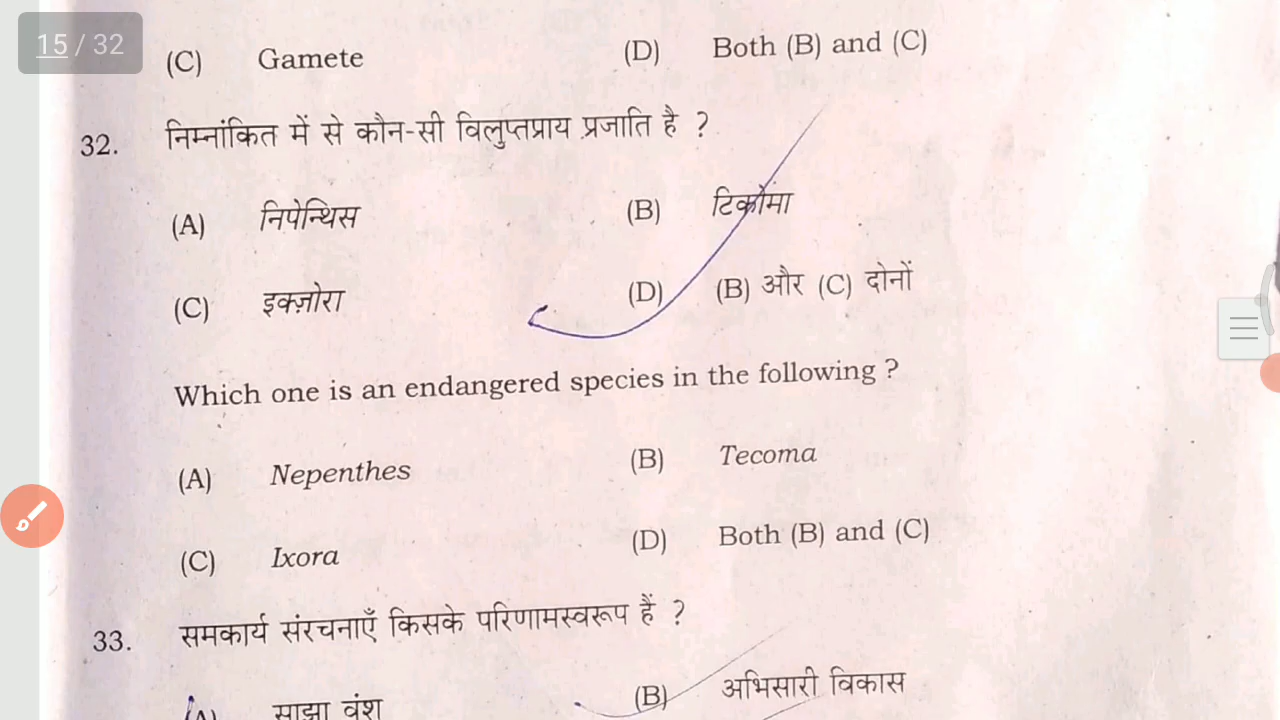 15 / 32
(C) Gamete (D) Both (B) and (C)
32. निम्नांकित में से कौन-सी विलुप्तप्राय प्रजाति है ?
(A) निपेन्थिस (B) टिकोमा
(C) इक्ज़ोरा (D) (B) और (C) दोनों
Which one is an endangered species in the following ?
(A) Nepenthes (B) Tecoma
(C) Ixora (D) Both (B) and (C)
33. समकार्य संरचनाएँ किसके परिणामस्वरूप हैं ?
(A) साझा वंश (B) अभिसारी विकास